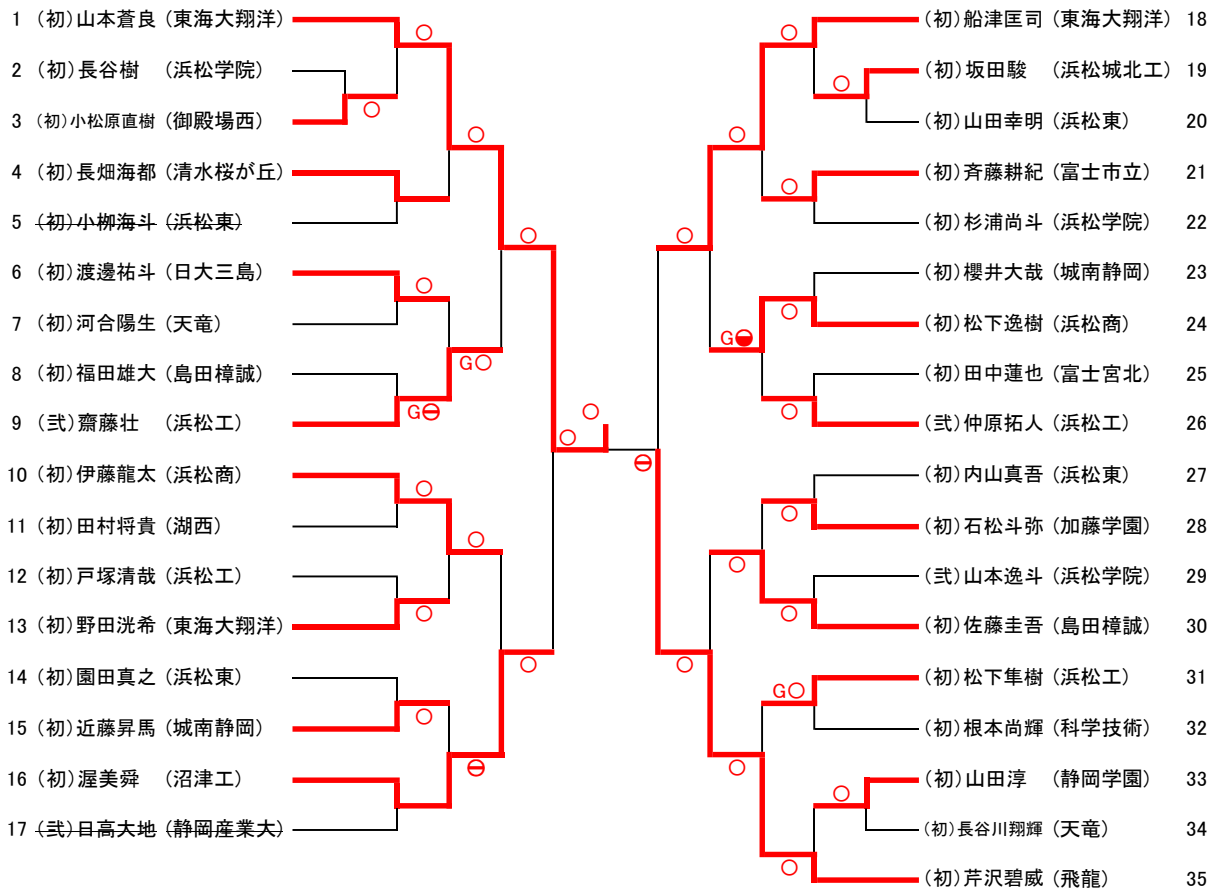 1 (初)山本蒼良 (東海大翔洋)
2 (初)長谷樹 (浜松学院)
3 (初)小松原直樹 (御殿場西)
4 (初)長畑海都 (清水桜が丘)
5 (初)小栁海斗 (浜松東)
6 (初)渡邊祐斗 (日大三島)
7 (初)河合陽生 (天竜)
8 (初)福田雄大 (島田樟誠)
9 (弐)齋藤壮 (浜松工)
10 (初)伊藤龍太 (浜松商)
11 (初)田村将貴 (湖西)
12 (初)戸塚清哉 (浜松工)
13 (初)野田洸希 (東海大翔洋)
14 (初)園田真之 (浜松東)
15 (初)近藤昇馬 (城南静岡)
16 (初)渥美舜 (沼津工)
17 (弐)日高大地 (静岡産業大)
G○
G⊖
G◒
G○
(初)船津匡司 (東海大翔洋) 18
(初)坂田駿 (浜松城北工) 19
(初)山田幸明 (浜松東) 20
(初)斉藤耕紀 (富士市立) 21
(初)杉浦尚斗 (浜松学院) 22
(初)櫻井大哉 (城南静岡) 23
(初)松下逸樹 (浜松商) 24
(初)田中蓮也 (富士宮北) 25
(弐)仲原拓人 (浜松工) 26
(初)内山真吾 (浜松東) 27
(初)石松斗弥 (加藤学園) 28
(弐)山本逸斗 (浜松学院) 29
(初)佐藤圭吾 (島田樟誠) 30
(初)松下隼樹 (浜松工) 31
(初)根本尚輝 (科学技術) 32
(初)山田淳 (静岡学園) 33
(初)長谷川翔輝 (天竜) 34
(初)芹沢碧威 (飛龍) 35